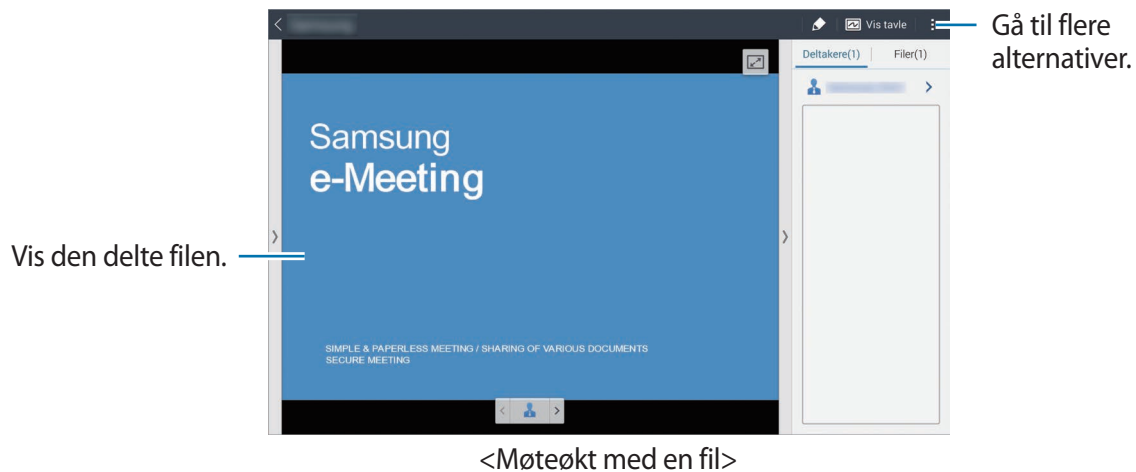 Vis tavle
Gå til flere
alternativer.
Deltakere(1)
Filer(1)
Samsung
e-Meeting
Vis den delte filen.
SIMPLE & PAPERLESS MEETING / SHARING OF VARIOUS DOCUMENTS
SECURE MEETING
<Møteøkt med en fil>